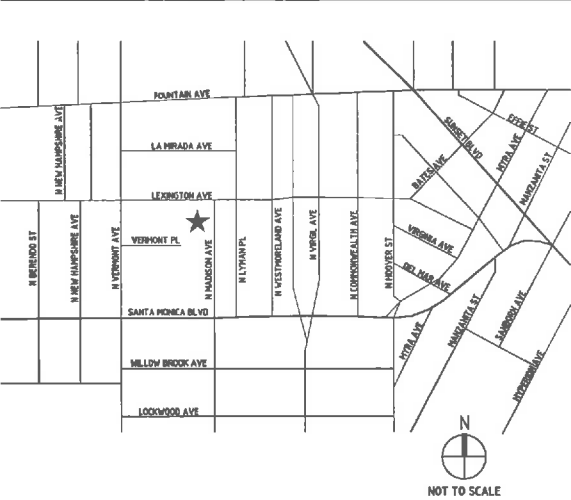 FOUNTAIN AVE
EFFIE ST
SUNSET BLVD
N NEW HAMPSHIRE AVE
LA MIRADA AVE
MYRA AVE
BATES AVE
MANZANITA ST
LEXINGTON AVE
N BERENDO ST
N NEW HAMPSHIRE AVE
N VERMONT AVE
VERMONT PL
N MADISON AVE
N LYMAN PL
N WESTMORELAND AVE
N VIRGIL AVE
N COMMONWEALTH AVE
N HOOVER ST
VIRGINIA AVE
DEL MAR AVE
SANTA MONICA BLVD
MYRA AVE
MANZANITA ST
SANBORN AVE
HYPERION AVE
WILLOW BROOK AVE
LOCKWOOD AVE
N
NOT TO SCALE